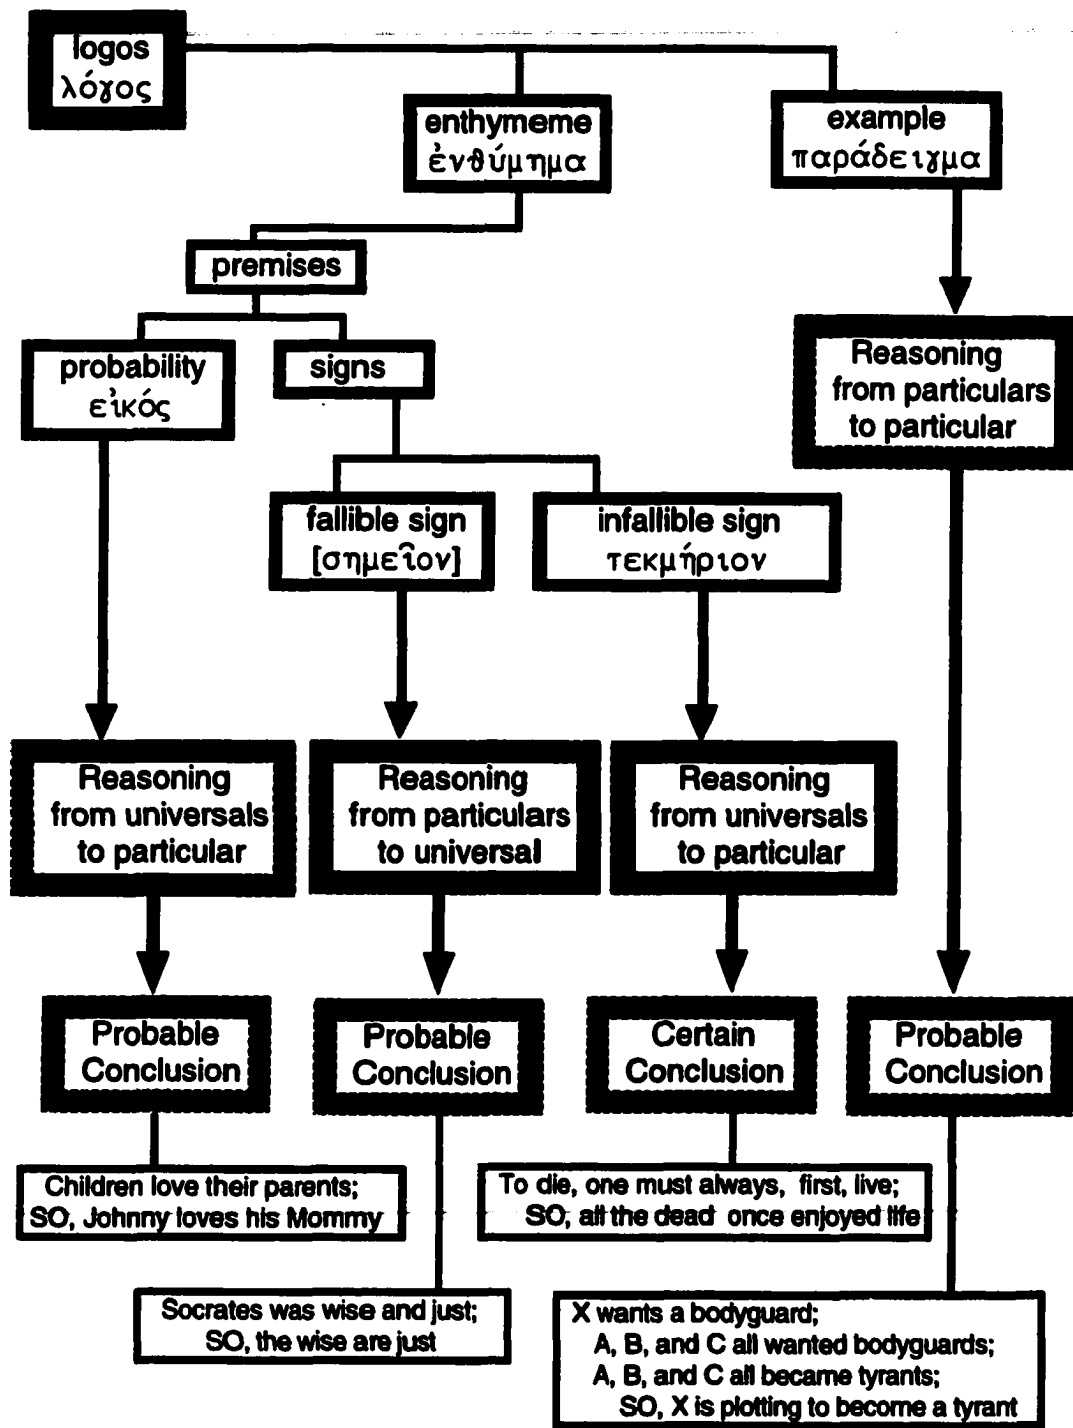 logos
λόγος
enthymeme
ἐνθύμημα
example
παράδειγμα
premises
probability
εἰκός
signs
Reasoning
from particulars
to particular
fallible sign
[σημεῖον]
infallible sign
τεκμήριον
Reasoning
from universals
to particular
Reasoning
from particulars
to universal
Reasoning
from universals
to particular
Probable
Conclusion
Probable
Conclusion
Certain
Conclusion
Probable
Conclusion
Children love their parents;
SO, Johnny loves his Mommy
To die, one must always, first, live;
SO, all the dead once enjoyed life
Socrates was wise and just;
SO, the wise are just
X wants a bodyguard;
A, B, and C all wanted bodyguards;
A, B, and C all became tyrants;
SO, X is plotting to become a tyrant